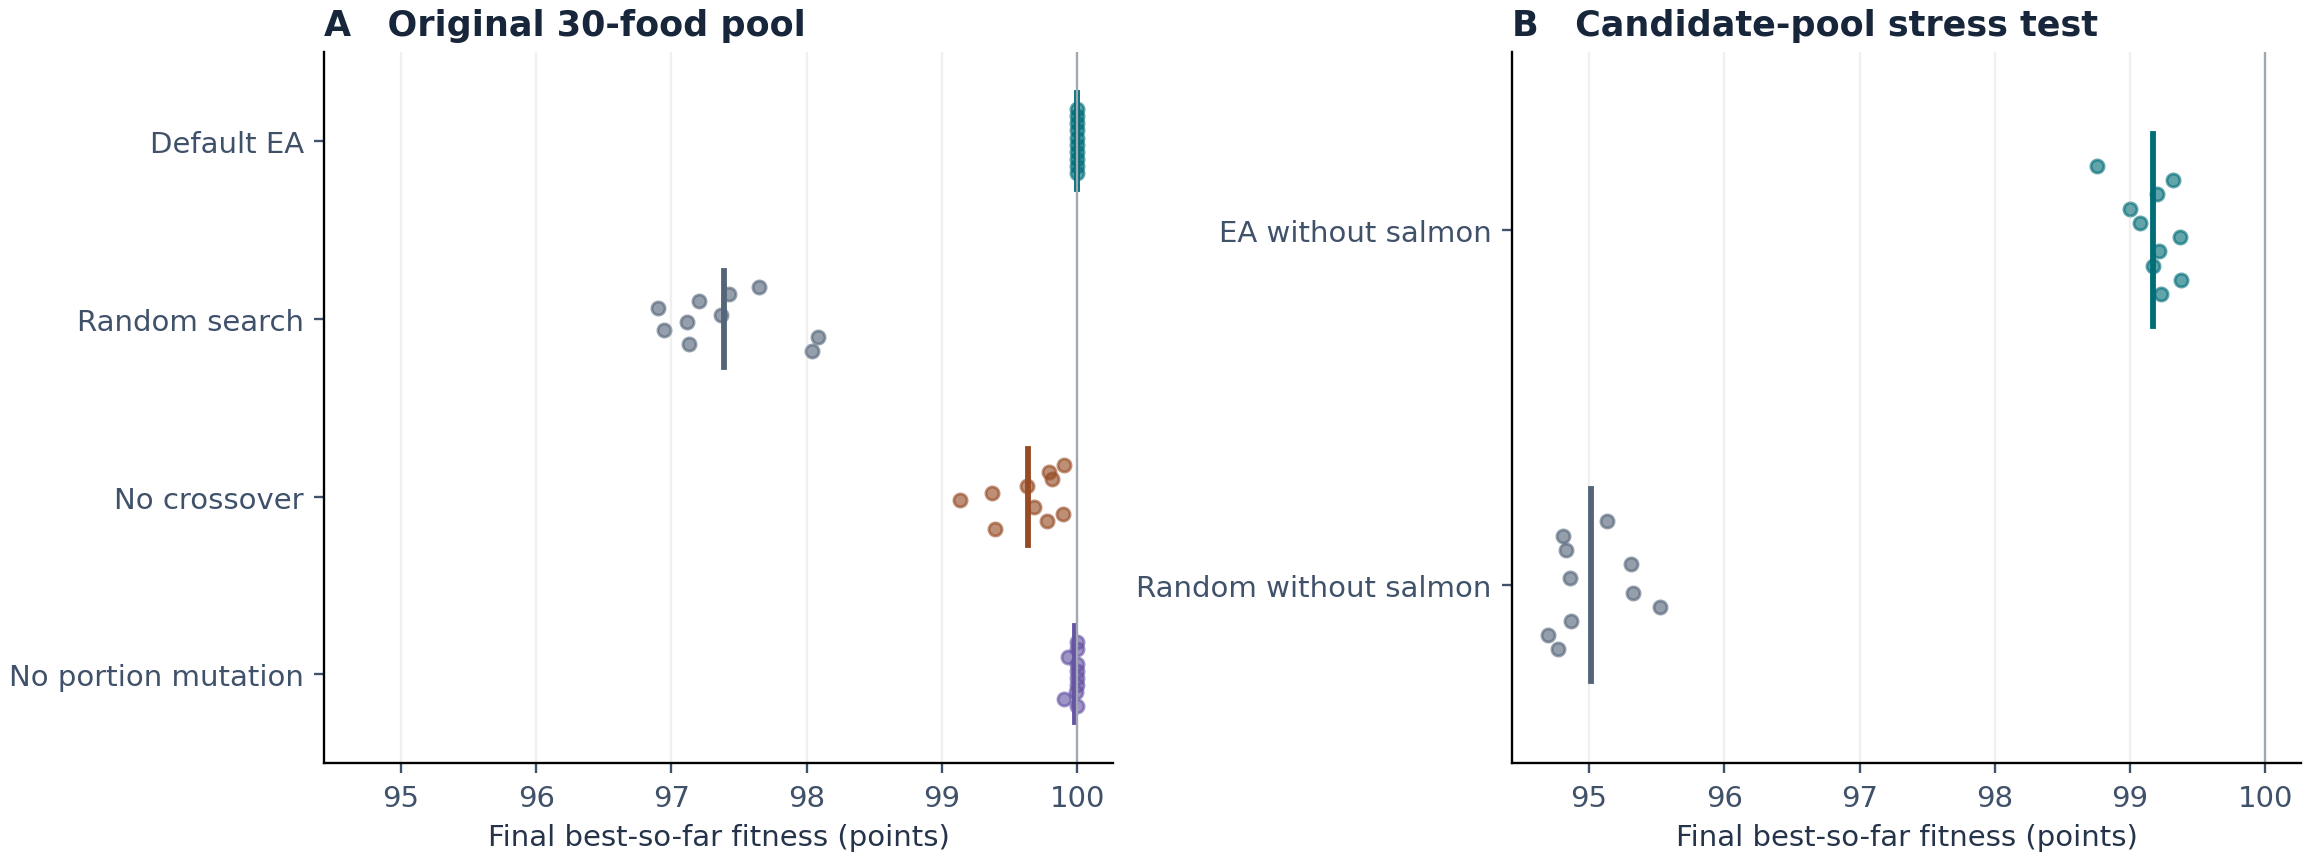 A Original 30-food pool
Default EA
Random search
No crossover
No portion mutation
95 96 97 98 99 100
Final best-so-far fitness (points)
B Candidate-pool stress test
EA without salmon
Random without salmon
95 96 97 98 99 100
Final best-so-far fitness (points)